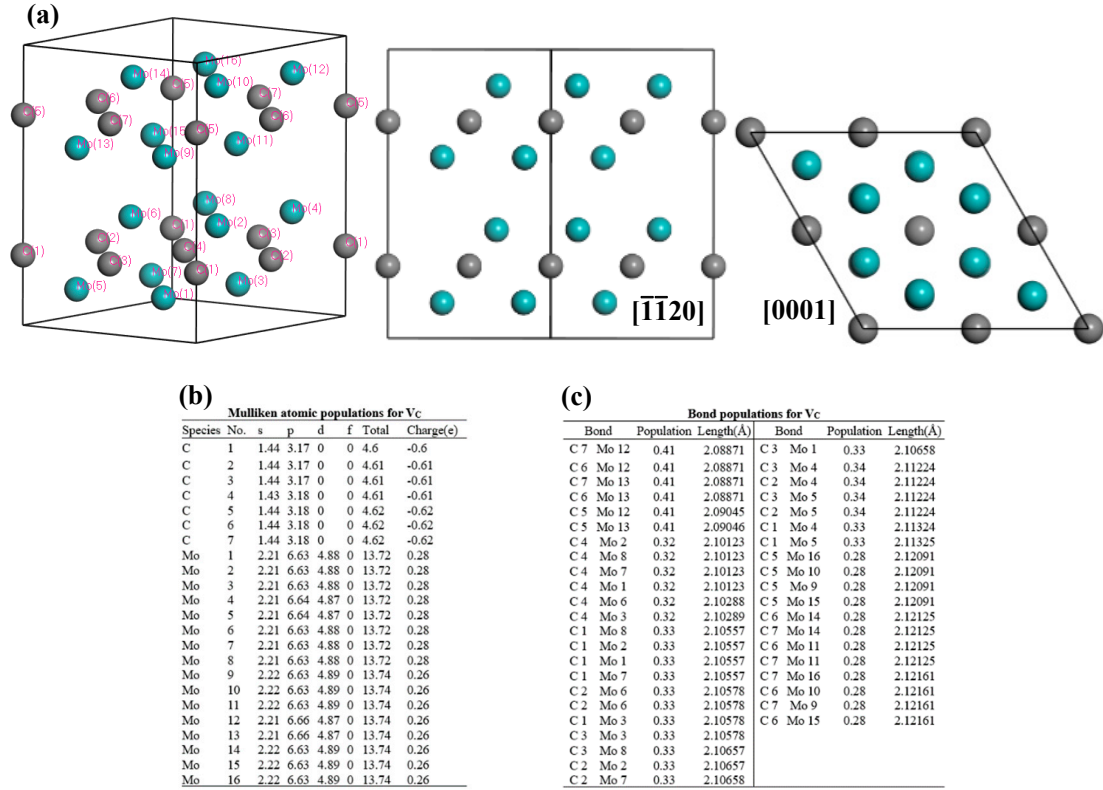 (a)
Mo(16)
Mo(14)
Mo(12)
Mo(10)
C(5)
C(7)
C(6)
C(5)
C(5)
C(6)
C(7)
C(5)
Mo(15)
Mo(11)
Mo(13)
Mo(9)
Mo(8)
Mo(4)
Mo(6)
Mo(2)
C(1)
C(2)
C(3)
C(1)
C(1)
C(4)
C(3)
C(2)
Mo(7)
C(1)
Mo(5)
Mo(3)
Mo(1)
[1̅1̅20]
[0001]
(b)
Mulliken atomic populations for VC
Species No. s p d f Total Charge(e)
C 1 1.44 3.17 0 0 4.6 -0.6
C 2 1.44 3.17 0 0 4.61 -0.61
C 3 1.44 3.17 0 0 4.61 -0.61
C 4 1.43 3.18 0 0 4.61 -0.61
C 5 1.44 3.18 0 0 4.62 -0.62
C 6 1.44 3.18 0 0 4.62 -0.62
C 7 1.44 3.18 0 0 4.62 -0.62
Mo 1 2.21 6.63 4.88 0 13.72 0.28
Mo 2 2.21 6.63 4.88 0 13.72 0.28
Mo 3 2.21 6.63 4.88 0 13.72 0.28
Mo 4 2.21 6.64 4.87 0 13.72 0.28
Mo 5 2.21 6.64 4.87 0 13.72 0.28
Mo 6 2.21 6.63 4.88 0 13.72 0.28
Mo 7 2.21 6.63 4.88 0 13.72 0.28
Mo 8 2.21 6.63 4.88 0 13.72 0.28
Mo 9 2.22 6.63 4.89 0 13.74 0.26
Mo 10 2.22 6.63 4.89 0 13.74 0.26
Mo 11 2.22 6.63 4.89 0 13.74 0.26
Mo 12 2.21 6.66 4.87 0 13.74 0.26
Mo 13 2.21 6.66 4.87 0 13.74 0.26
Mo 14 2.22 6.63 4.89 0 13.74 0.26
Mo 15 2.22 6.63 4.89 0 13.74 0.26
Mo 16 2.22 6.63 4.89 0 13.74 0.26
(c)
Bond populations for VC
Bond Population Length(Å) Bond Population Length(Å)
C 7 Mo 12 0.41 2.08871 C 3 Mo 1 0.33 2.10658
C 6 Mo 12 0.41 2.08871 C 3 Mo 4 0.34 2.11224
C 7 Mo 13 0.41 2.08871 C 2 Mo 4 0.34 2.11224
C 6 Mo 13 0.41 2.08871 C 3 Mo 5 0.34 2.11224
C 5 Mo 12 0.41 2.09045 C 2 Mo 5 0.34 2.11224
C 5 Mo 13 0.41 2.09046 C 1 Mo 4 0.33 2.11324
C 4 Mo 2 0.32 2.10123 C 1 Mo 5 0.33 2.11325
C 4 Mo 8 0.32 2.10123 C 5 Mo 16 0.28 2.12091
C 4 Mo 7 0.32 2.10123 C 5 Mo 10 0.28 2.12091
C 4 Mo 1 0.32 2.10123 C 5 Mo 9 0.28 2.12091
C 4 Mo 6 0.32 2.10288 C 5 Mo 15 0.28 2.12091
C 4 Mo 3 0.32 2.10289 C 6 Mo 14 0.28 2.12125
C 1 Mo 8 0.33 2.10557 C 7 Mo 14 0.28 2.12125
C 1 Mo 2 0.33 2.10557 C 6 Mo 11 0.28 2.12125
C 1 Mo 1 0.33 2.10557 C 7 Mo 11 0.28 2.12125
C 1 Mo 7 0.33 2.10557 C 7 Mo 16 0.28 2.12161
C 2 Mo 6 0.33 2.10578 C 6 Mo 10 0.28 2.12161
C 2 Mo 6 0.33 2.10578 C 7 Mo 9 0.28 2.12161
C 1 Mo 3 0.33 2.10578 C 6 Mo 15 0.28 2.12161
C 3 Mo 3 0.33 2.10578
C 3 Mo 8 0.33 2.10657
C 2 Mo 2 0.33 2.10657
C 2 Mo 7 0.33 2.10658